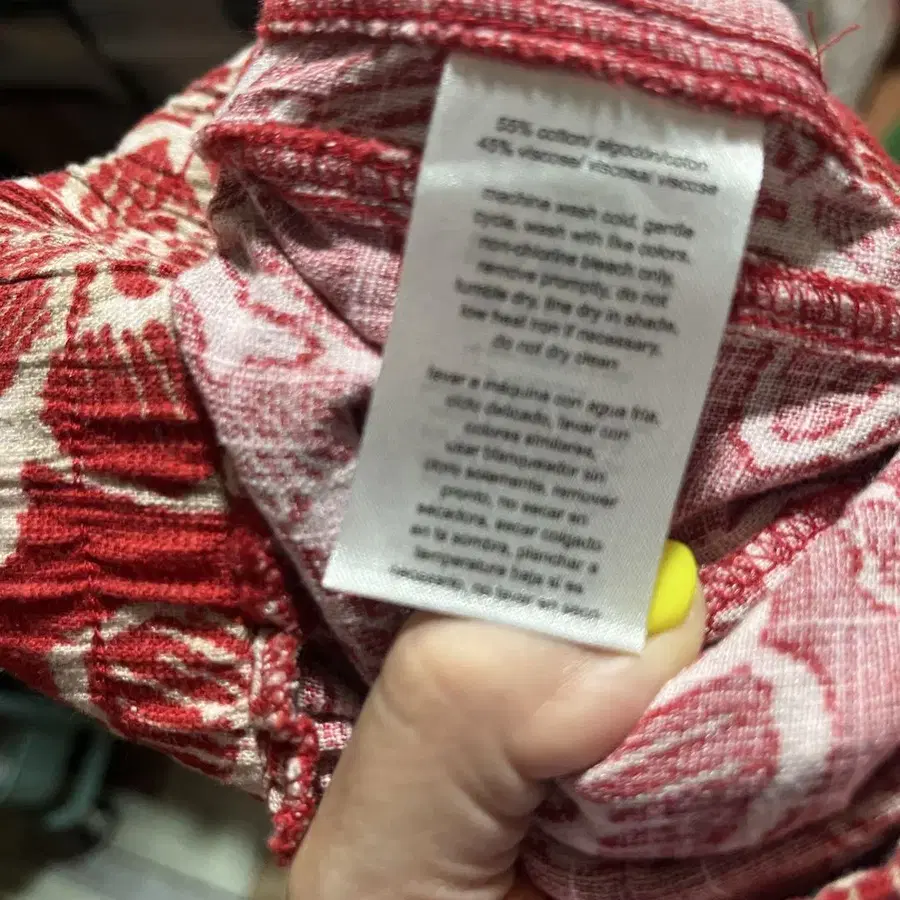 55% cotton/ algodón/coton
45% viscose/ viscosa/ viscose
machine wash cold, gentle
cycle, wash with like colors,
non-chlorine bleach only,
remove promptly, do not
tumble dry, line dry in shade,
low heat iron if necessary,
do not dry clean
lavar a máquina con agua fría,
ciclo delicado, lavar con
colores similares,
usar blanqueador sin
cloro solamente, remover
pronto, no secar en
secadora, secar colgado
en la sombra, planchar a
temperatura baja si es
necesario, no lavar en